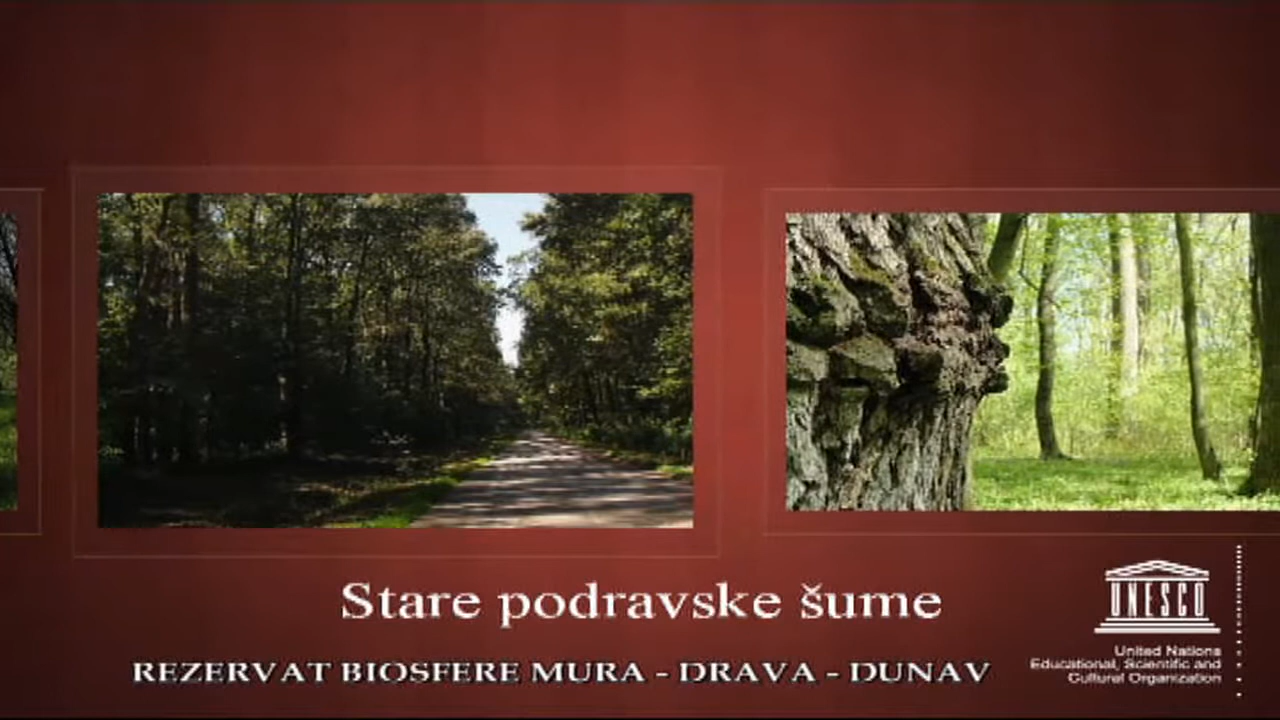 Stare podravske šume
REZERVAT BIOSFERE MURA - DRAVA - DUNAV
UNESCO
United Nations
Educational, Scientific and
Cultural Organization